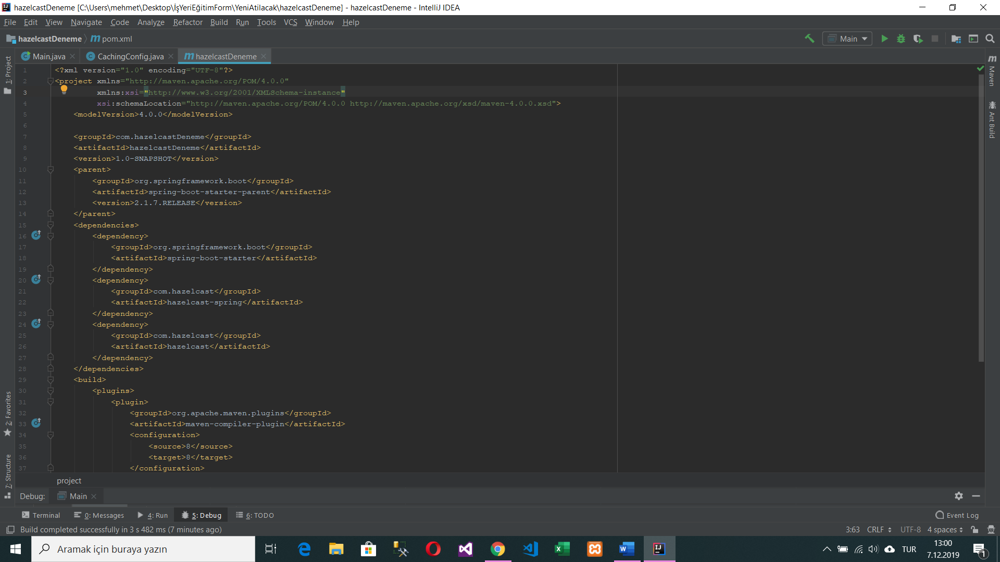 hazelcastDeneme [C:\Users\mehmet\Desktop\İşYeriEğitimForm\YeniAtilacak\hazelcastDeneme] - hazelcastDeneme - IntelliJ IDEA
File Edit View Navigate Code Analyze Refactor Build Run Tools VCS Window Help
hazelcastDeneme pom.xml Main
Main.java CachingConfig.java hazelcastDeneme
1: Project
Maven
Ant Build
1 <?xml version="1.0" encoding="UTF-8"?>
2 <project xmlns="http://maven.apache.org/POM/4.0.0"
3 xmlns:xsi="http://www.w3.org/2001/XMLSchema-instance"
4 xsi:schemaLocation="http://maven.apache.org/POM/4.0.0 http://maven.apache.org/xsd/maven-4.0.0.xsd">
5 <modelVersion>4.0.0</modelVersion>
6
7 <groupId>com.hazelcastDeneme</groupId>
8 <artifactId>hazelcastDeneme</artifactId>
9 <version>1.0-SNAPSHOT</version>
10 <parent>
11 <groupId>org.springframework.boot</groupId>
12 <artifactId>spring-boot-starter-parent</artifactId>
13 <version>2.1.7.RELEASE</version>
14 </parent>
15 <dependencies>
16 <dependency>
17 <groupId>org.springframework.boot</groupId>
18 <artifactId>spring-boot-starter</artifactId>
19 </dependency>
20 <dependency>
21 <groupId>com.hazelcast</groupId>
22 <artifactId>hazelcast-spring</artifactId>
23 </dependency>
24 <dependency>
25 <groupId>com.hazelcast</groupId>
26 <artifactId>hazelcast</artifactId>
27 </dependency>
28 </dependencies>
29 <build>
30 <plugins>
31 <plugin>
32 <groupId>org.apache.maven.plugins</groupId>
33 <artifactId>maven-compiler-plugin</artifactId>
34 <configuration>
35 <source>8</source>
36 <target>8</target>
37 </configuration>
2: Favorites
7: Structure
project
Debug: Main
Terminal 0: Messages 4: Run 5: Debug 6: TODO Event Log
Build completed successfully in 3 s 482 ms (7 minutes ago) 3:63 CRLF UTF-8 4 spaces
Aramak için buraya yazın TUR 13:00
7.12.2019 1